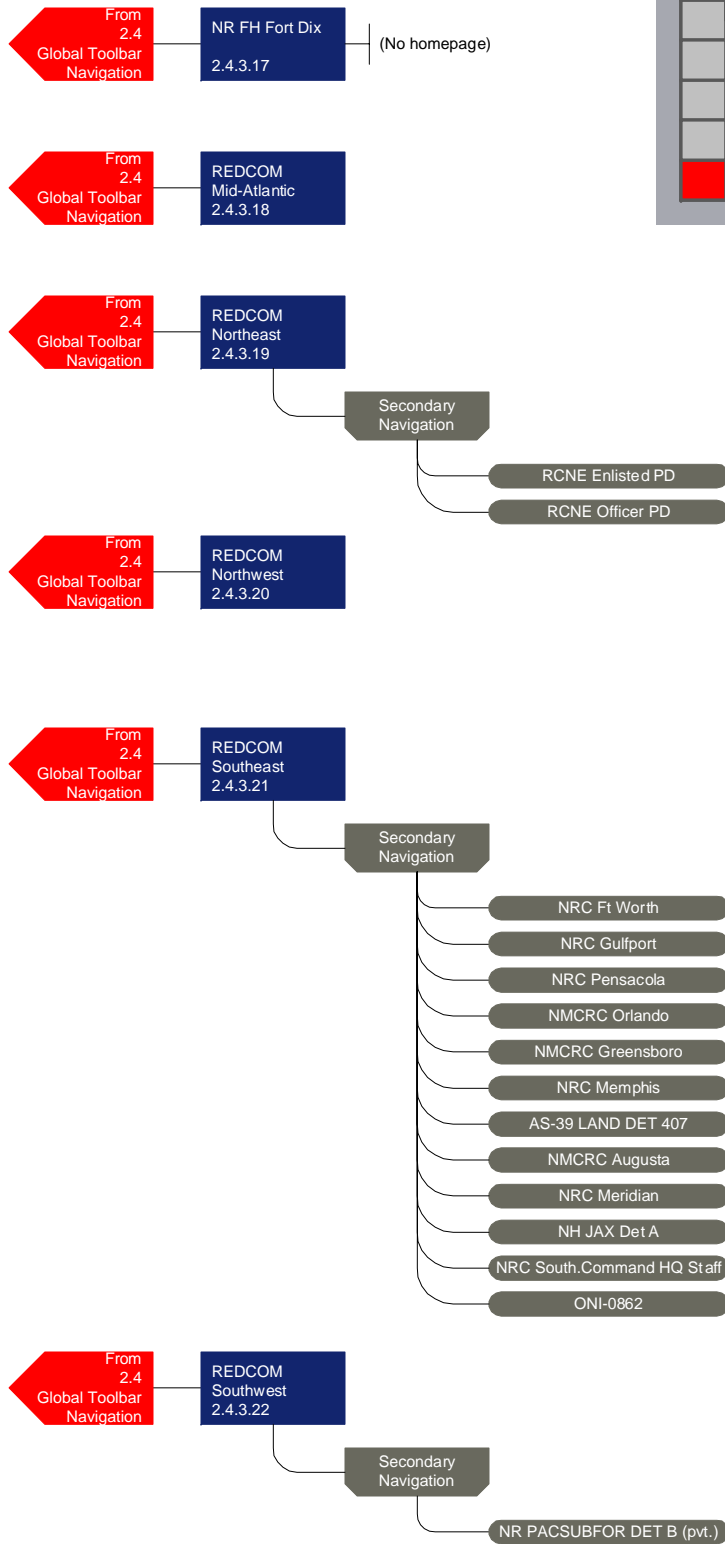 From
2.4
Global Toolbar
Navigation
NR FH Fort Dix
2.4.3.17
(No homepage)
From
2.4
Global Toolbar
Navigation
REDCOM
Mid-Atlantic
2.4.3.18
From
2.4
Global Toolbar
Navigation
REDCOM
Northeast
2.4.3.19
Secondary
Navigation
RCNE Enlisted PD
RCNE Officer PD
From
2.4
Global Toolbar
Navigation
REDCOM
Northwest
2.4.3.20
From
2.4
Global Toolbar
Navigation
REDCOM
Southeast
2.4.3.21
Secondary
Navigation
NRC Ft Worth
NRC Gulfport
NRC Pensacola
NMCRC Orlando
NMCRC Greensboro
NRC Memphis
AS-39 LAND DET 407
NMCRC Augusta
NRC Meridian
NH JAX Det A
NRC South.Command HQ Staff
ONI-0862
From
2.4
Global Toolbar
Navigation
REDCOM
Southwest
2.4.3.22
Secondary
Navigation
NR PACSUBFOR DET B (pvt.)